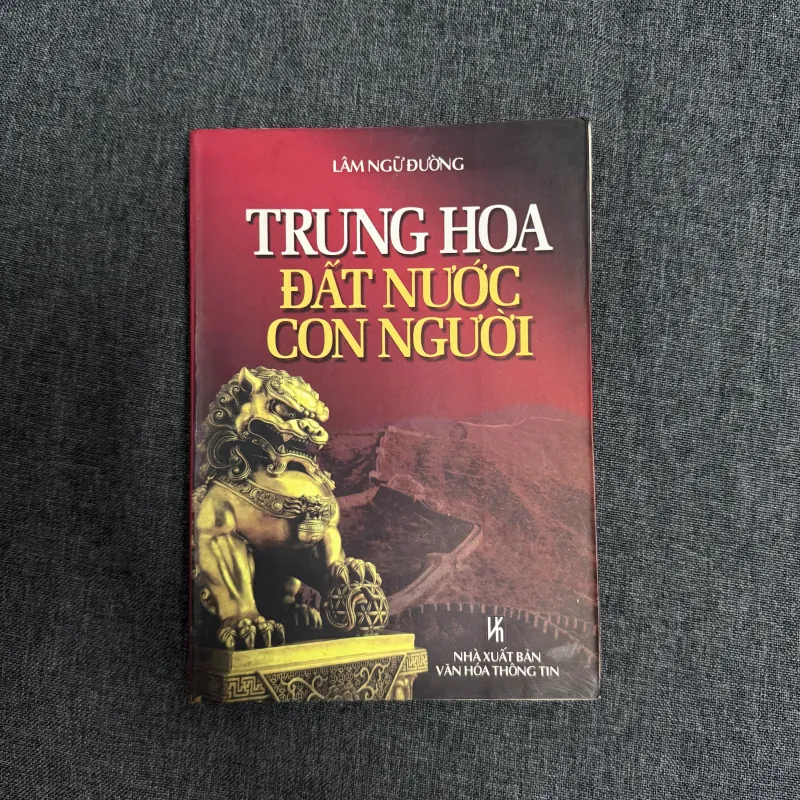 LÂM NGỮ ĐƯỜNG
TRUNG HOA
ĐẤT NƯỚC
CON NGƯỜI
NHÀ XUẤT BẢN
VĂN HÓA THÔNG TIN